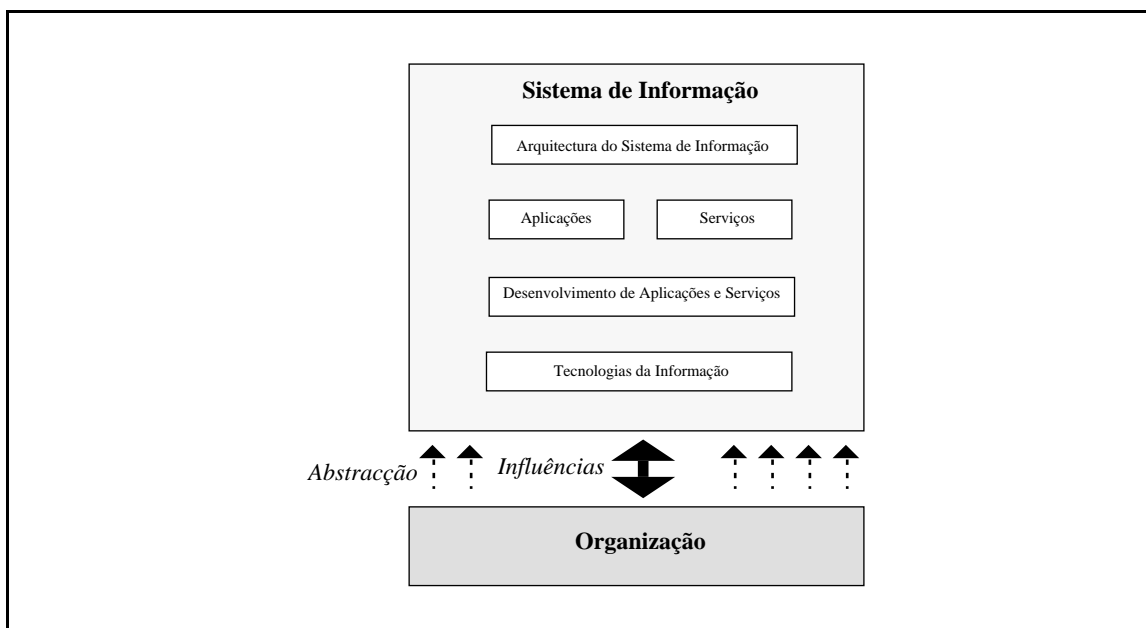 Sistema de Informação
Arquitectura do Sistema de Informação
Aplicações
Serviços
Desenvolvimento de Aplicações e Serviços
Tecnologias da Informação
Abstracção
Influências
Organização